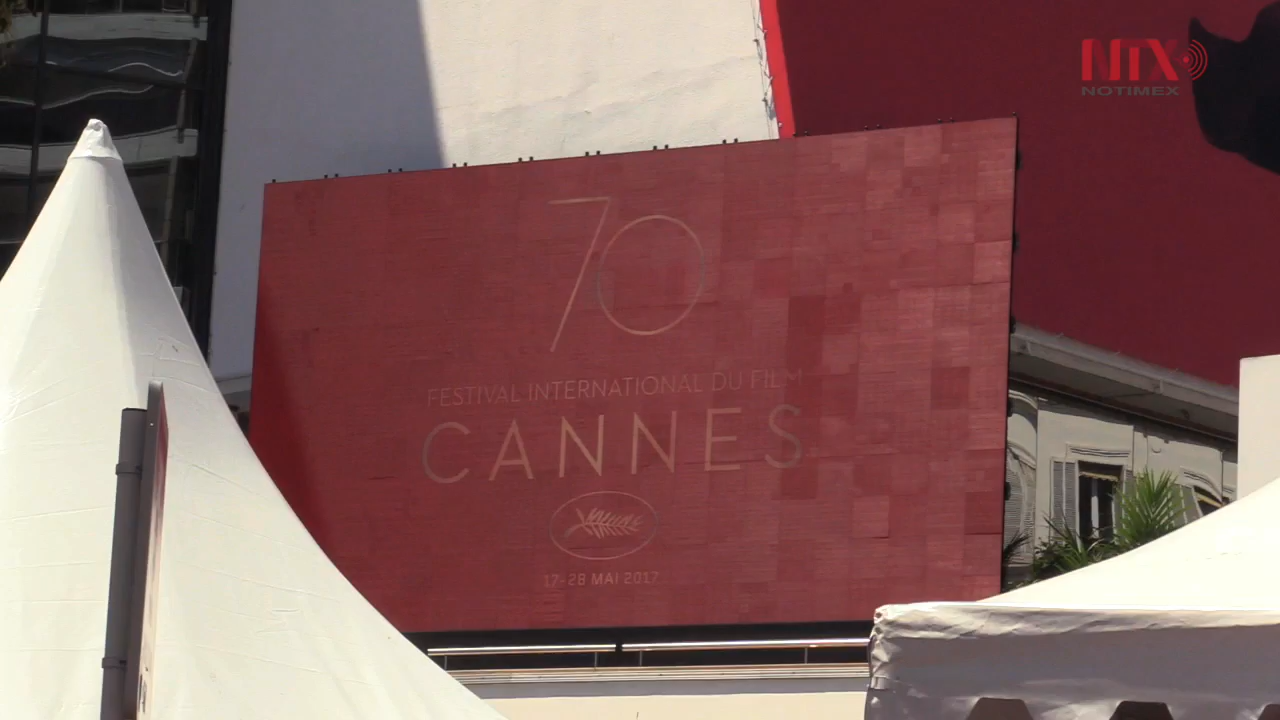 NTX
NOTIMEX
70
FESTIVAL INTERNATIONAL DU FILM
CANNES
17-28 MAI 2017